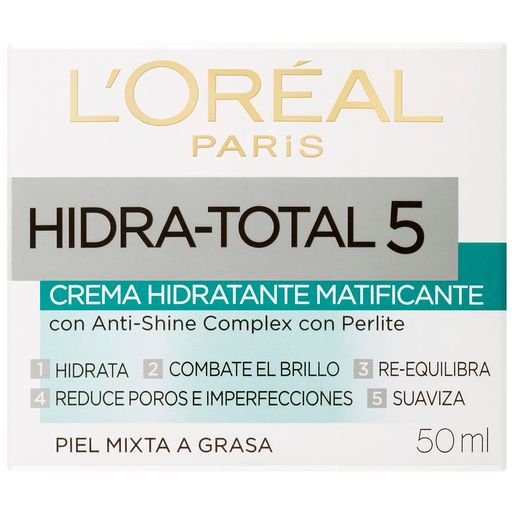 L'ORÉAL
PARiS
HIDRA-TOTAL 5
CREMA HIDRATANTE MATIFICANTE
con Anti-Shine Complex con Perlite
1 HIDRATA 2 COMBATE EL BRILLO 3 RE-EQUILIBRA
4 REDUCE POROS E IMPERFECCIONES 5 SUAVIZA
PIEL MIXTA A GRASA 50 ml